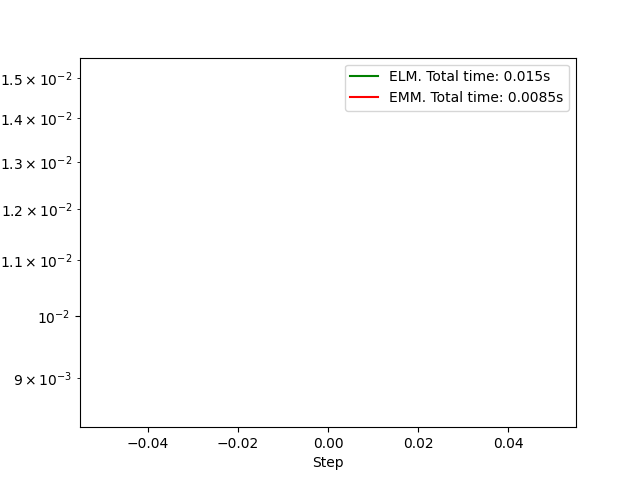 ELM. Total time: 0.015s
EMM. Total time: 0.0085s
1.5 × 10⁻²
1.4 × 10⁻²
1.3 × 10⁻²
1.2 × 10⁻²
1.1 × 10⁻²
10⁻²
9 × 10⁻³
−0.04 −0.02 0.00 0.02 0.04
Step